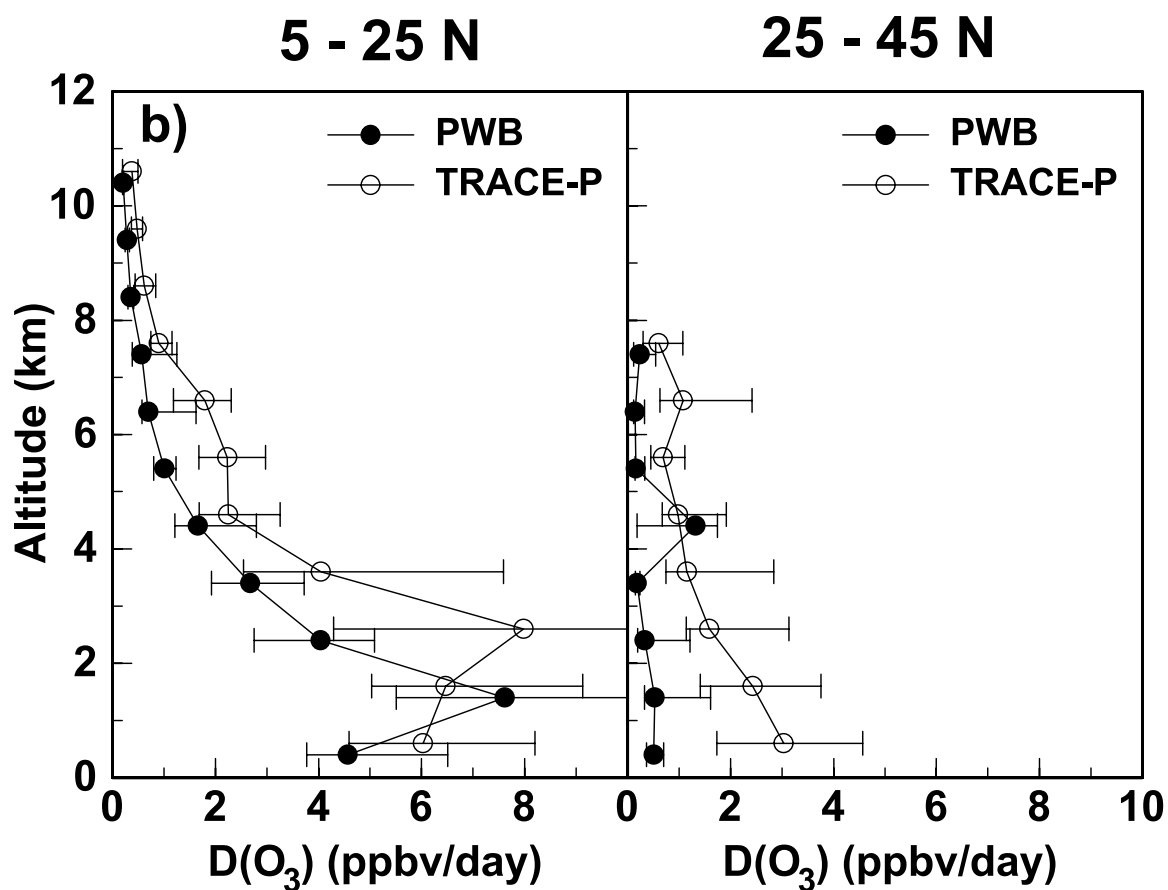 5 - 25 N
25 - 45 N
b)
PWB
TRACE-P
PWB
TRACE-P
Altitude (km)
12
10
8
6
4
2
0
0 2 4 6 8
0 2 4 6 8 10
D(O₃) (ppbv/day)
D(O₃) (ppbv/day)